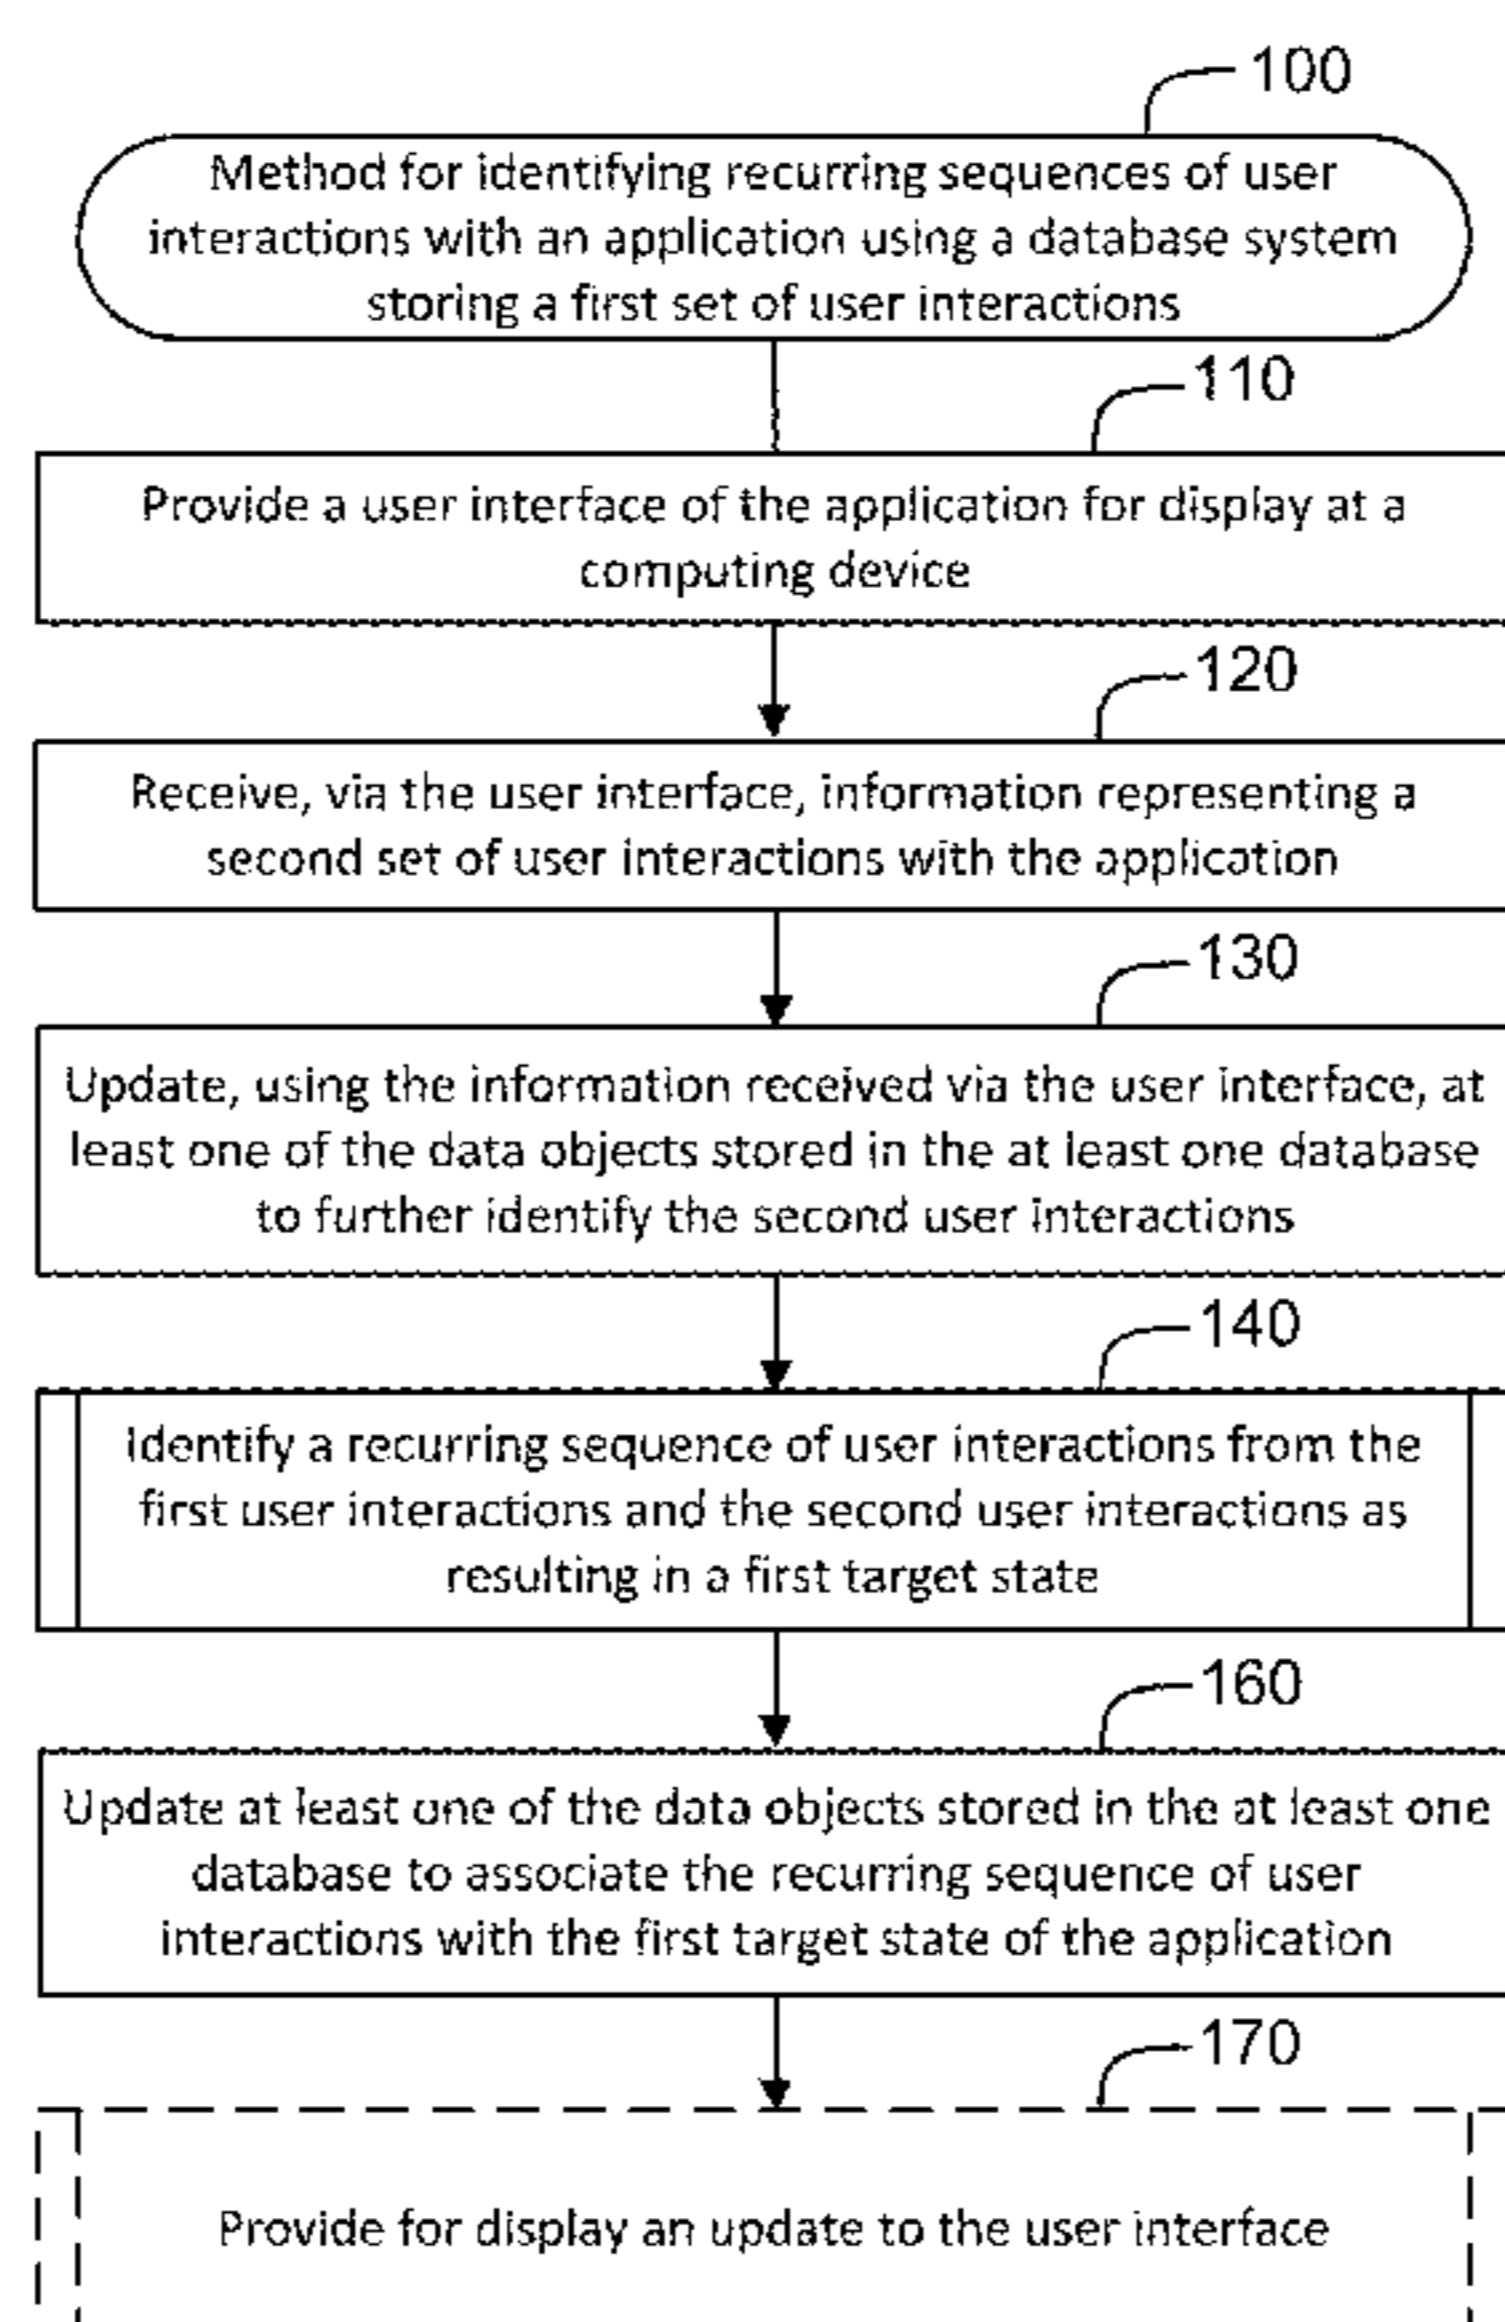 100
Method for identifying recurring sequences of user
interactions with an application using a database system
storing a first set of user interactions
110
Provide a user interface of the application for display at a
computing device
120
Receive, via the user interface, information representing a
second set of user interactions with the application
130
Update, using the information received via the user interface, at
least one of the data objects stored in the at least one database
to further identify the second user interactions
140
Identify a recurring sequence of user interactions from the
first user interactions and the second user interactions as
resulting in a first target state
160
Update at least one of the data objects stored in the at least one
database to associate the recurring sequence of user
interactions with the first target state of the application
170
Provide for display an update to the user interface